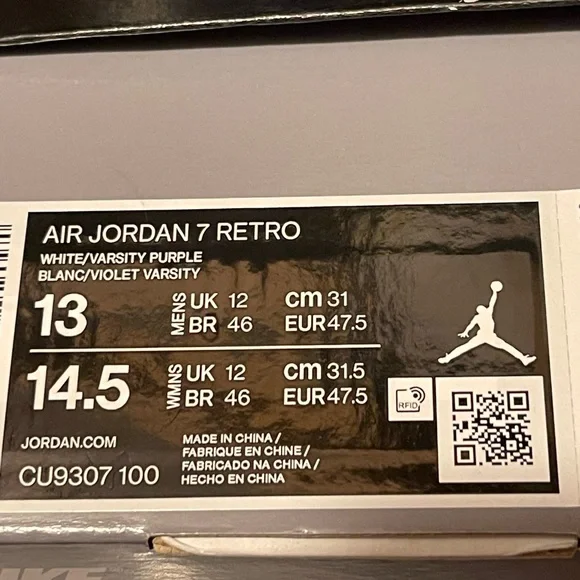 AIR JORDAN 7 RETRO
WHITE/VARSITY PURPLE
BLANC/VIOLET VARSITY
13 MENS UK 12 cm 31
BR 46 EUR 47.5
14.5 WMNS UK 12 cm 31.5
BR 46 EUR 47.5
RFID
JORDAN.COM
CU9307 100
MADE IN CHINA /
FABRIQUE EN CHINE /
FABRICADO NA CHINA /
HECHO EN CHINA